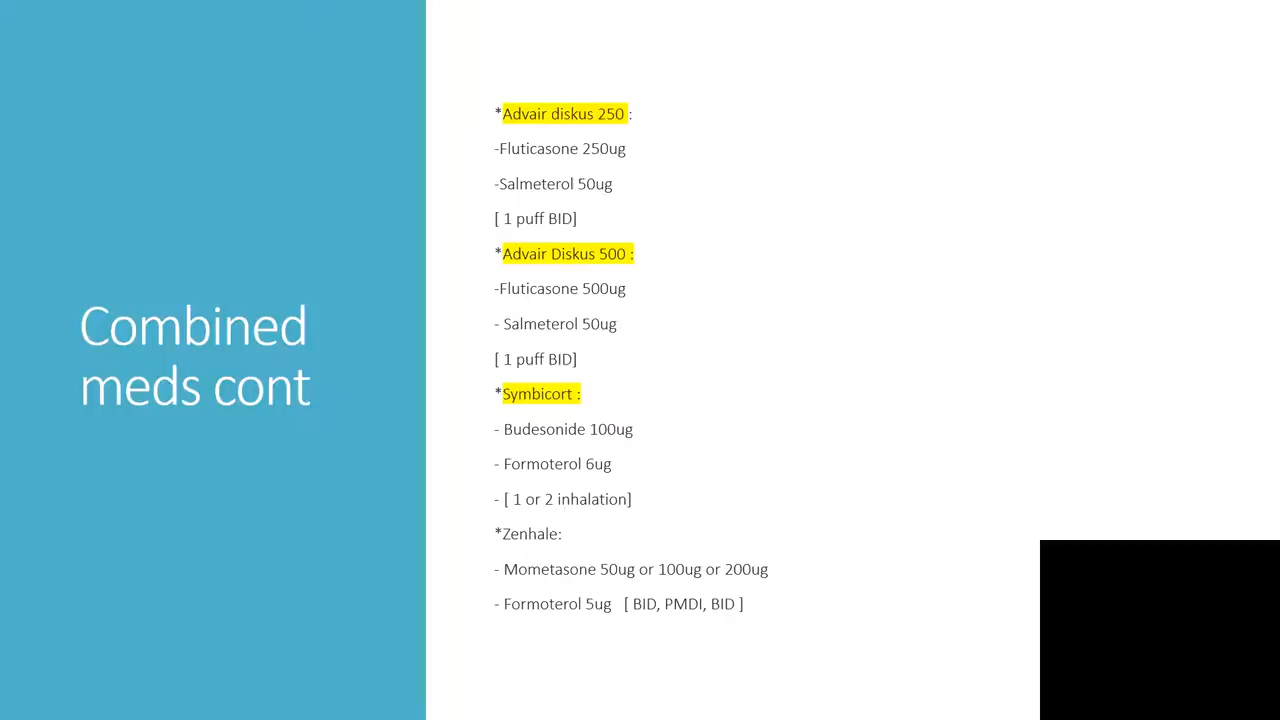 Combined
meds cont
*Advair diskus 250 :
-Fluticasone 250ug
-Salmeterol 50ug
[ 1 puff BID]
*Advair Diskus 500 :
-Fluticasone 500ug
- Salmeterol 50ug
[ 1 puff BID]
*Symbicort :
- Budesonide 100ug
- Formoterol 6ug
- [ 1 or 2 inhalation]
*Zenhale:
- Mometasone 50ug or 100ug or 200ug
- Formoterol 5ug [ BID, PMDI, BID ]